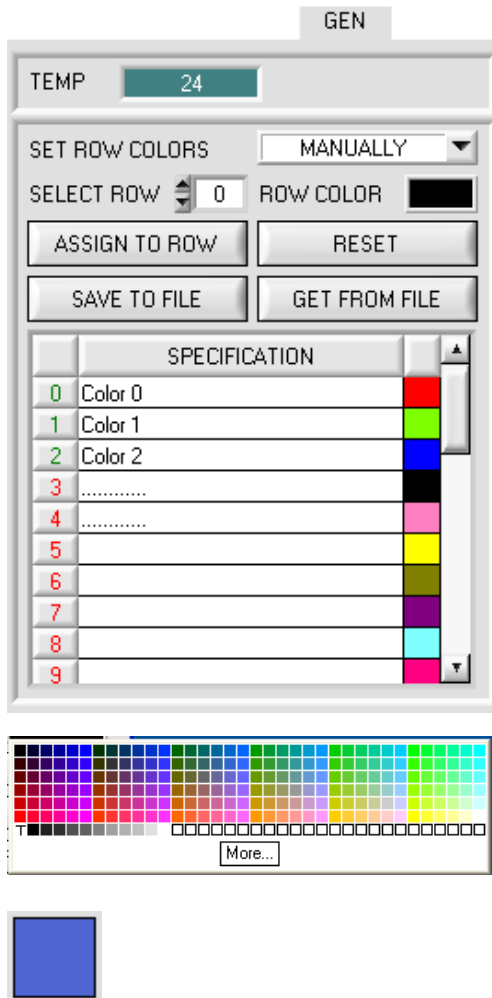 GEN
TEMP 24
SET ROW COLORS MANUALLY
SELECT ROW 0 ROW COLOR
ASSIGN TO ROW RESET
SAVE TO FILE GET FROM FILE
SPECIFICATION
0 Color 0
1 Color 1
2 Color 2
3 ............
4 ............
5
6
7
8
9
T
More...